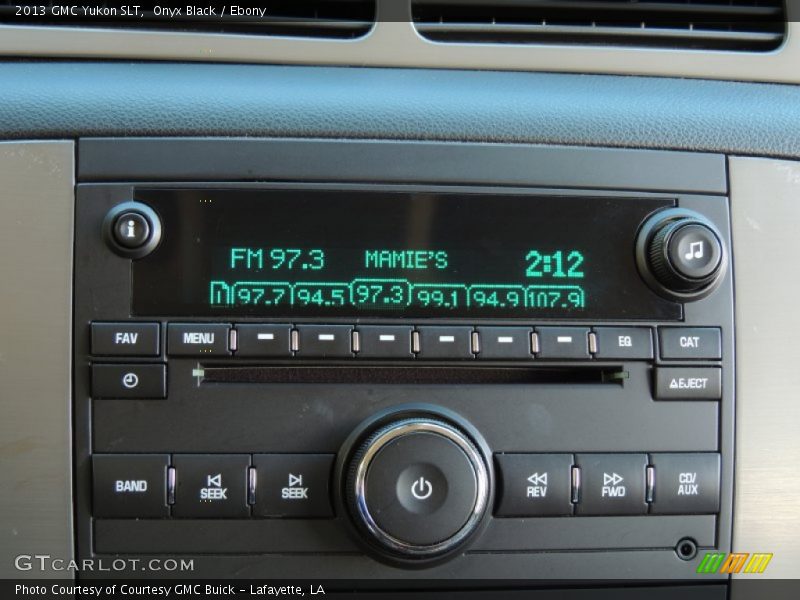 2013 GMC Yukon SLT,  Onyx Black / Ebony
i
FM 97.3 MAMIE'S 2:12
1 97.7 94.5 97.3 99.1 94.9 107.9
FAV MENU EQ CAT
EJECT
BAND SEEK SEEK REV FWD CD/
AUX
GTCARLOT.COM
Photo Courtesy of Courtesy GMC Buick - Lafayette, LA